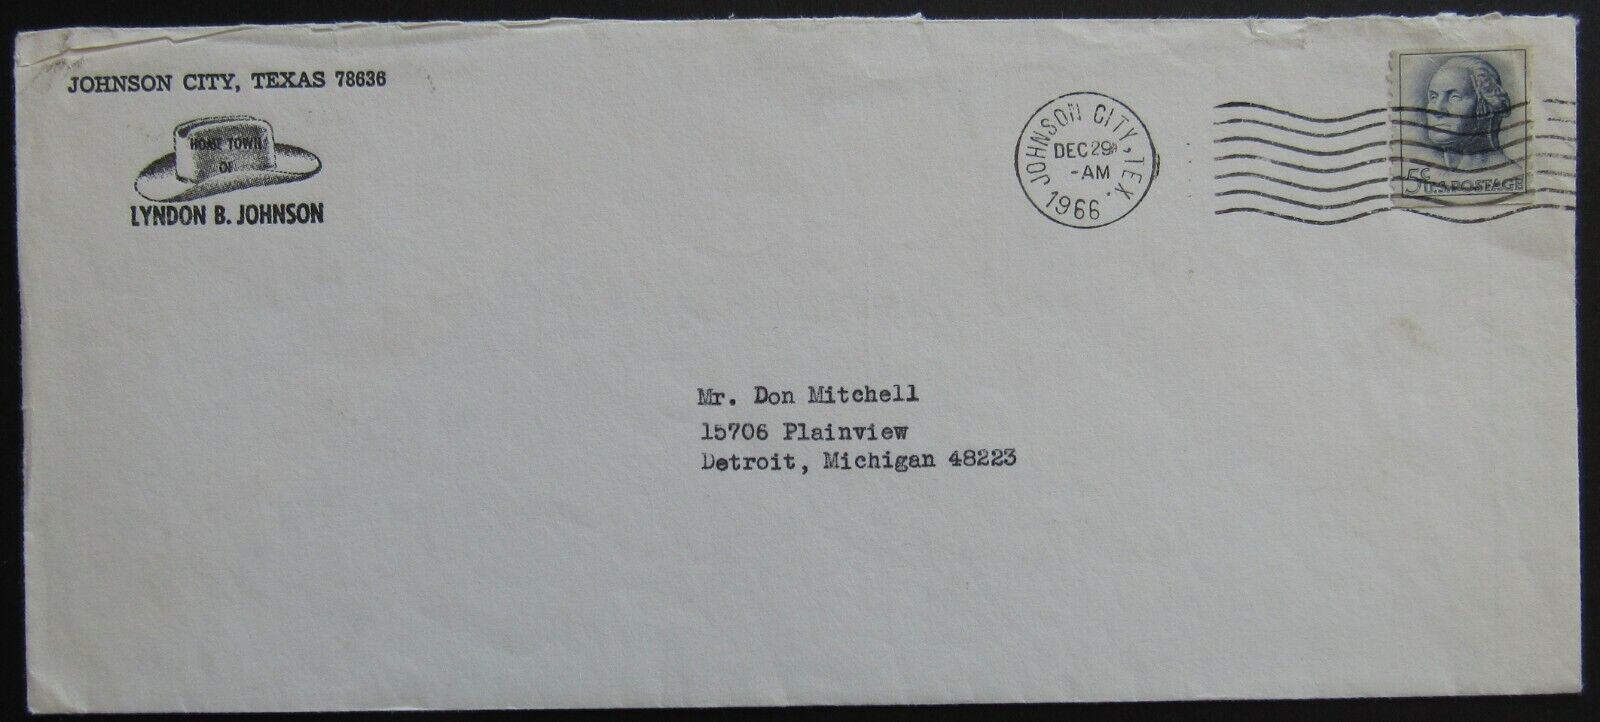 JOHNSON CITY, TEXAS 78636
HOME TOWN
OF
LYNDON B. JOHNSON
JOHNSON CITY, TEX.
DEC 29
-AM
1966
5¢ U.S. POSTAGE
Mr. Don Mitchell
15706 Plainview
Detroit, Michigan 48223